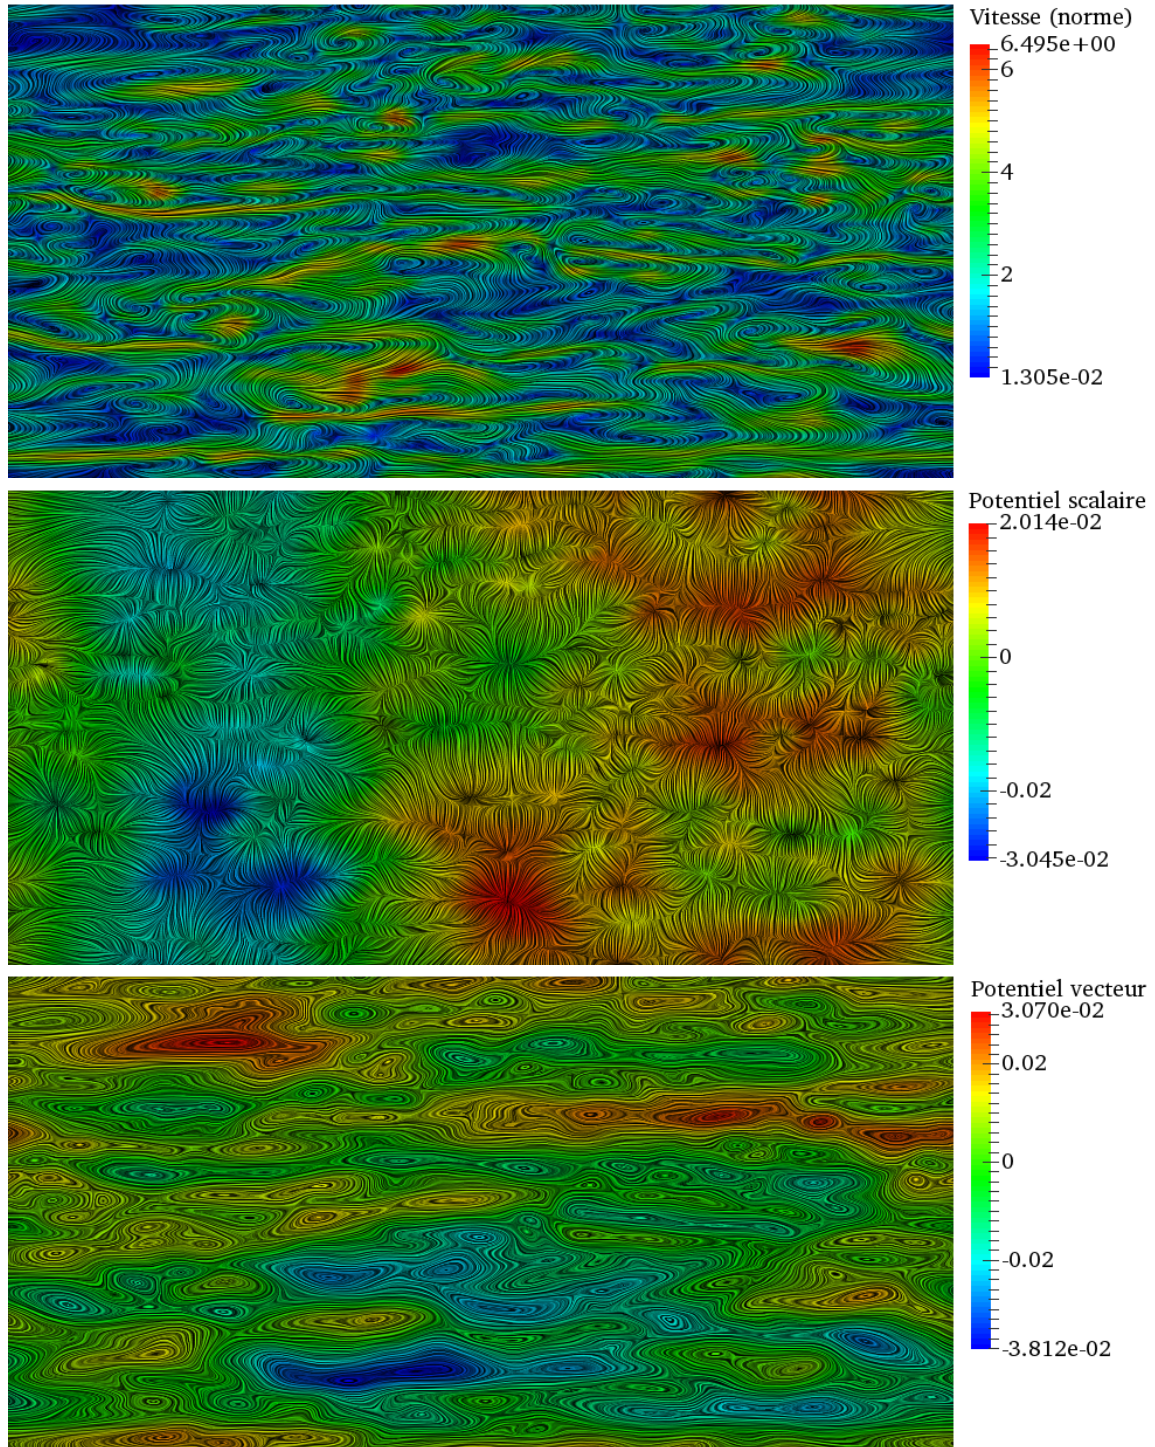 Vitesse (norme)
6.495e+00
6
4
2
1.305e-02
Potentiel scalaire
2.014e-02
0
-0.02
-3.045e-02
Potentiel vecteur
3.070e-02
0.02
0
-0.02
-3.812e-02